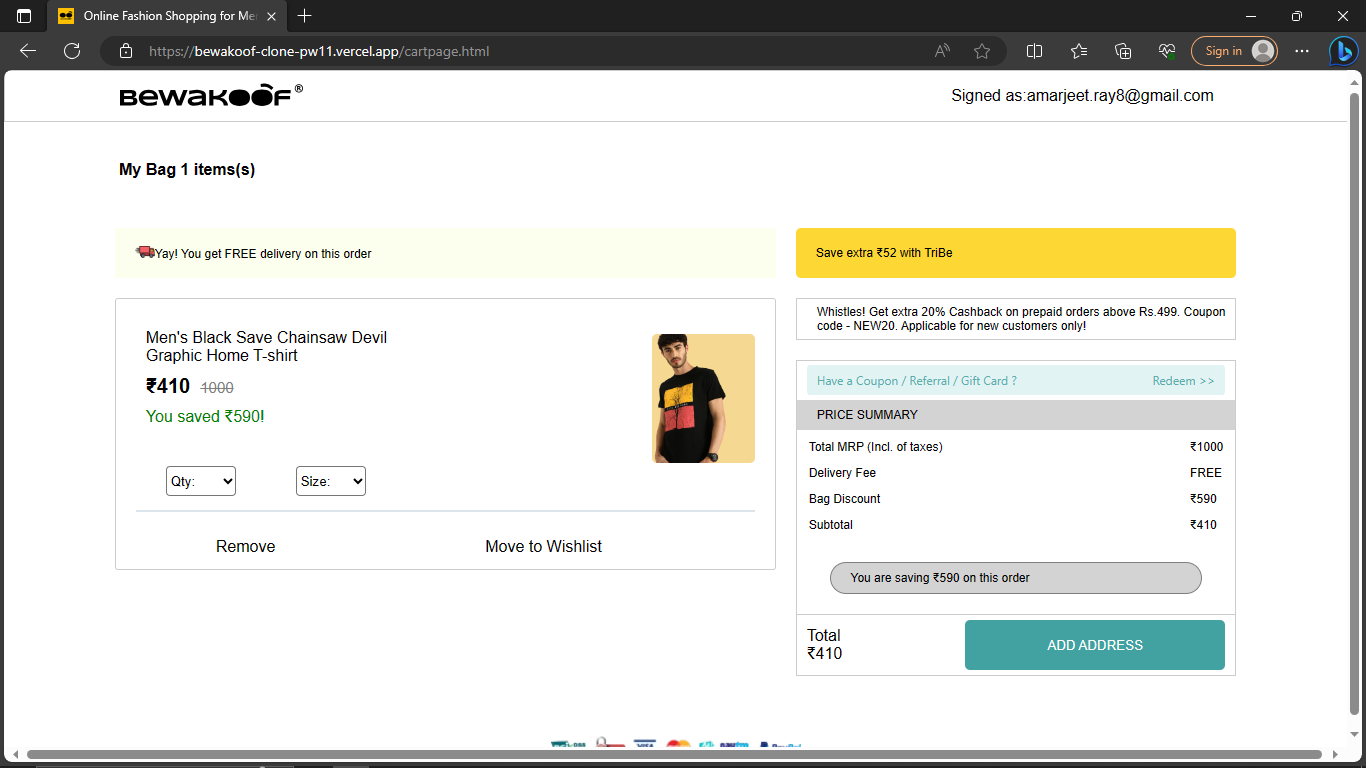 Online Fashion Shopping for Me
https://bewakoof-clone-pw11.vercel.app/cartpage.html
Sign in
BEWAKOOF®
Signed as:amarjeet.ray8@gmail.com
My Bag 1 items(s)
Yay! You get FREE delivery on this order
Save extra ₹52 with TriBe
Men's Black Save Chainsaw Devil
Graphic Home T-shirt
₹410 1000
You saved ₹590!
Qty: Size:
Remove Move to Wishlist
Whistles! Get extra 20% Cashback on prepaid orders above Rs.499. Coupon
code - NEW20. Applicable for new customers only!
Have a Coupon / Referral / Gift Card ? Redeem >>
PRICE SUMMARY
Total MRP (Incl. of taxes) ₹1000
Delivery Fee FREE
Bag Discount ₹590
Subtotal ₹410
You are saving ₹590 on this order
Total
₹410
ADD ADDRESS